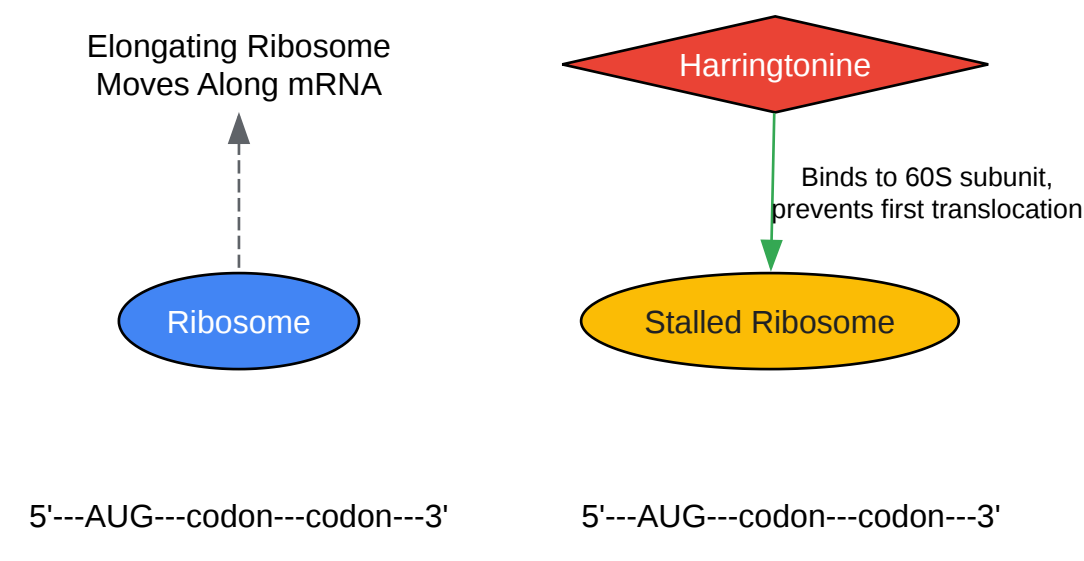 Elongating Ribosome
Moves Along mRNA
Harringtonine
Binds to 60S subunit,
prevents first translocation
Ribosome
Stalled Ribosome
5'---AUG---codon---codon---3'
5'---AUG---codon---codon---3'